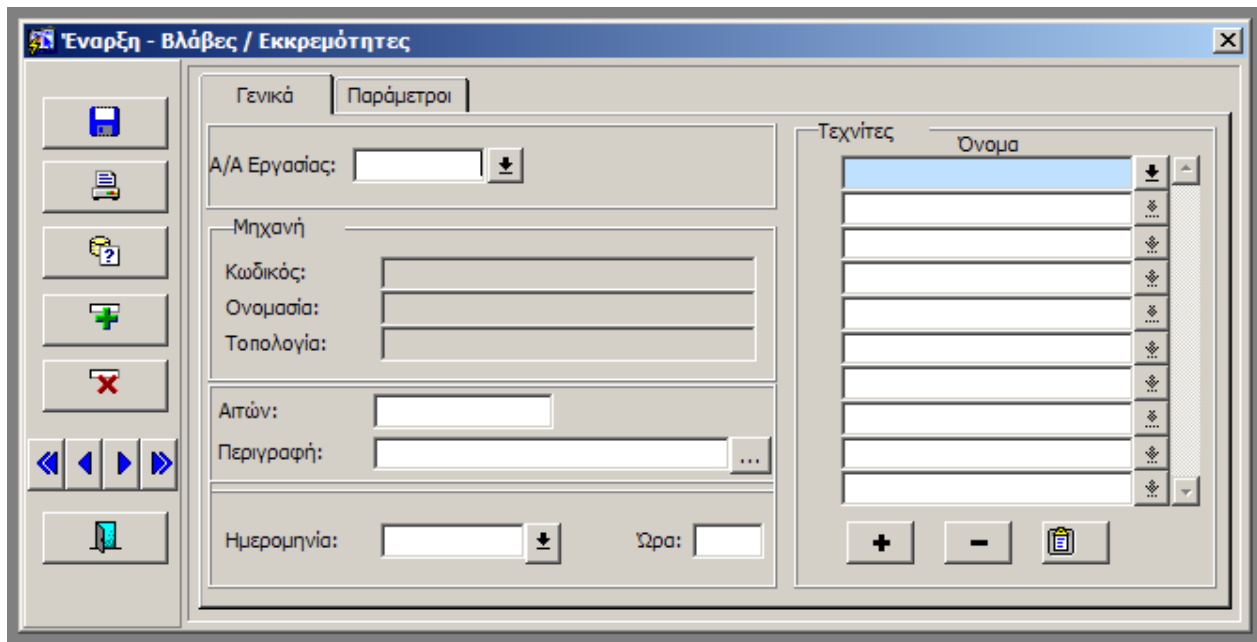 Έναρξη - Βλάβες / Εκκρεμότητες
Γενικά
Παράμετροι
Α/Α Εργασίας:
Μηχανή
Κωδικός:
Ονομασία:
Τοπολογία:
Αιτών:
Περιγραφή:
...
Ημερομηνία:
Ώρα:
Τεχνίτες
Όνομα